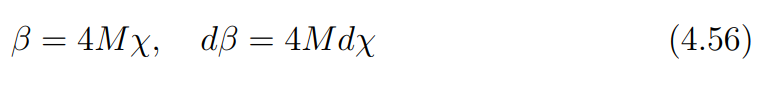 β = 4Mχ, dβ = 4Mdχ (4.56)